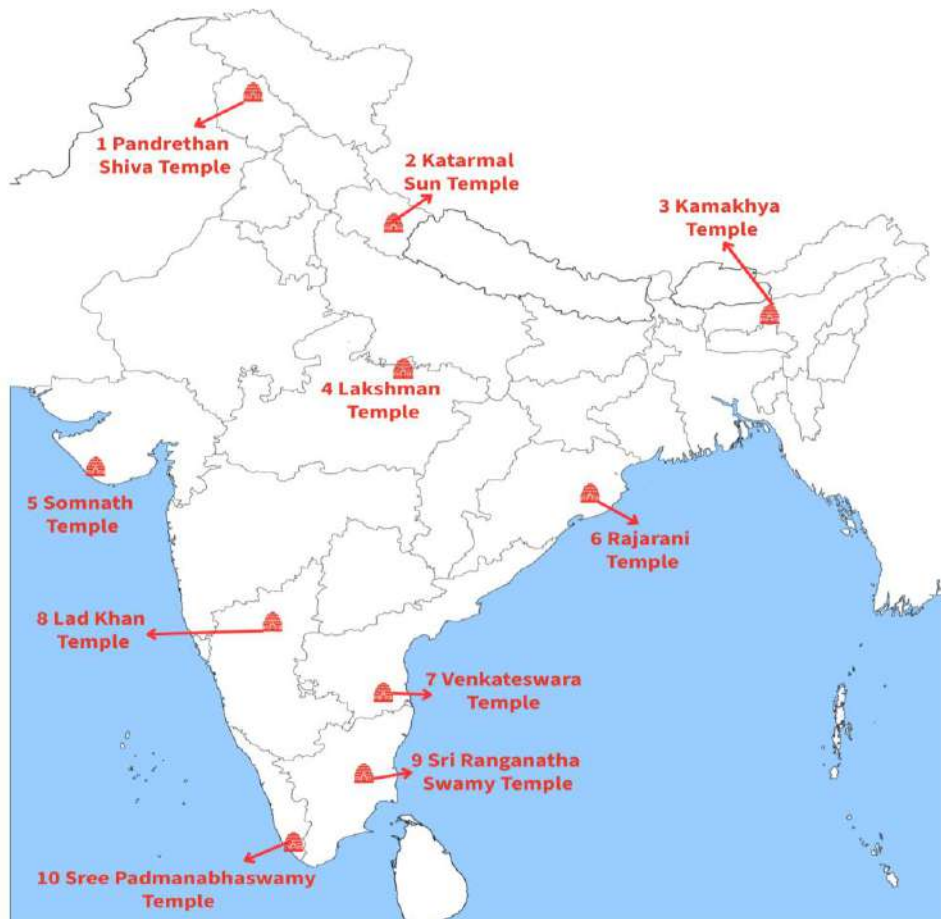 1 Pandrethan
Shiva Temple
2 Katarmal
Sun Temple
3 Kamakhya
Temple
4 Lakshman
Temple
5 Somnath
Temple
6 Rajarani
Temple
8 Lad Khan
Temple
7 Venkateswara
Temple
9 Sri Ranganatha
Swamy Temple
10 Sree Padmanabhaswamy
Temple